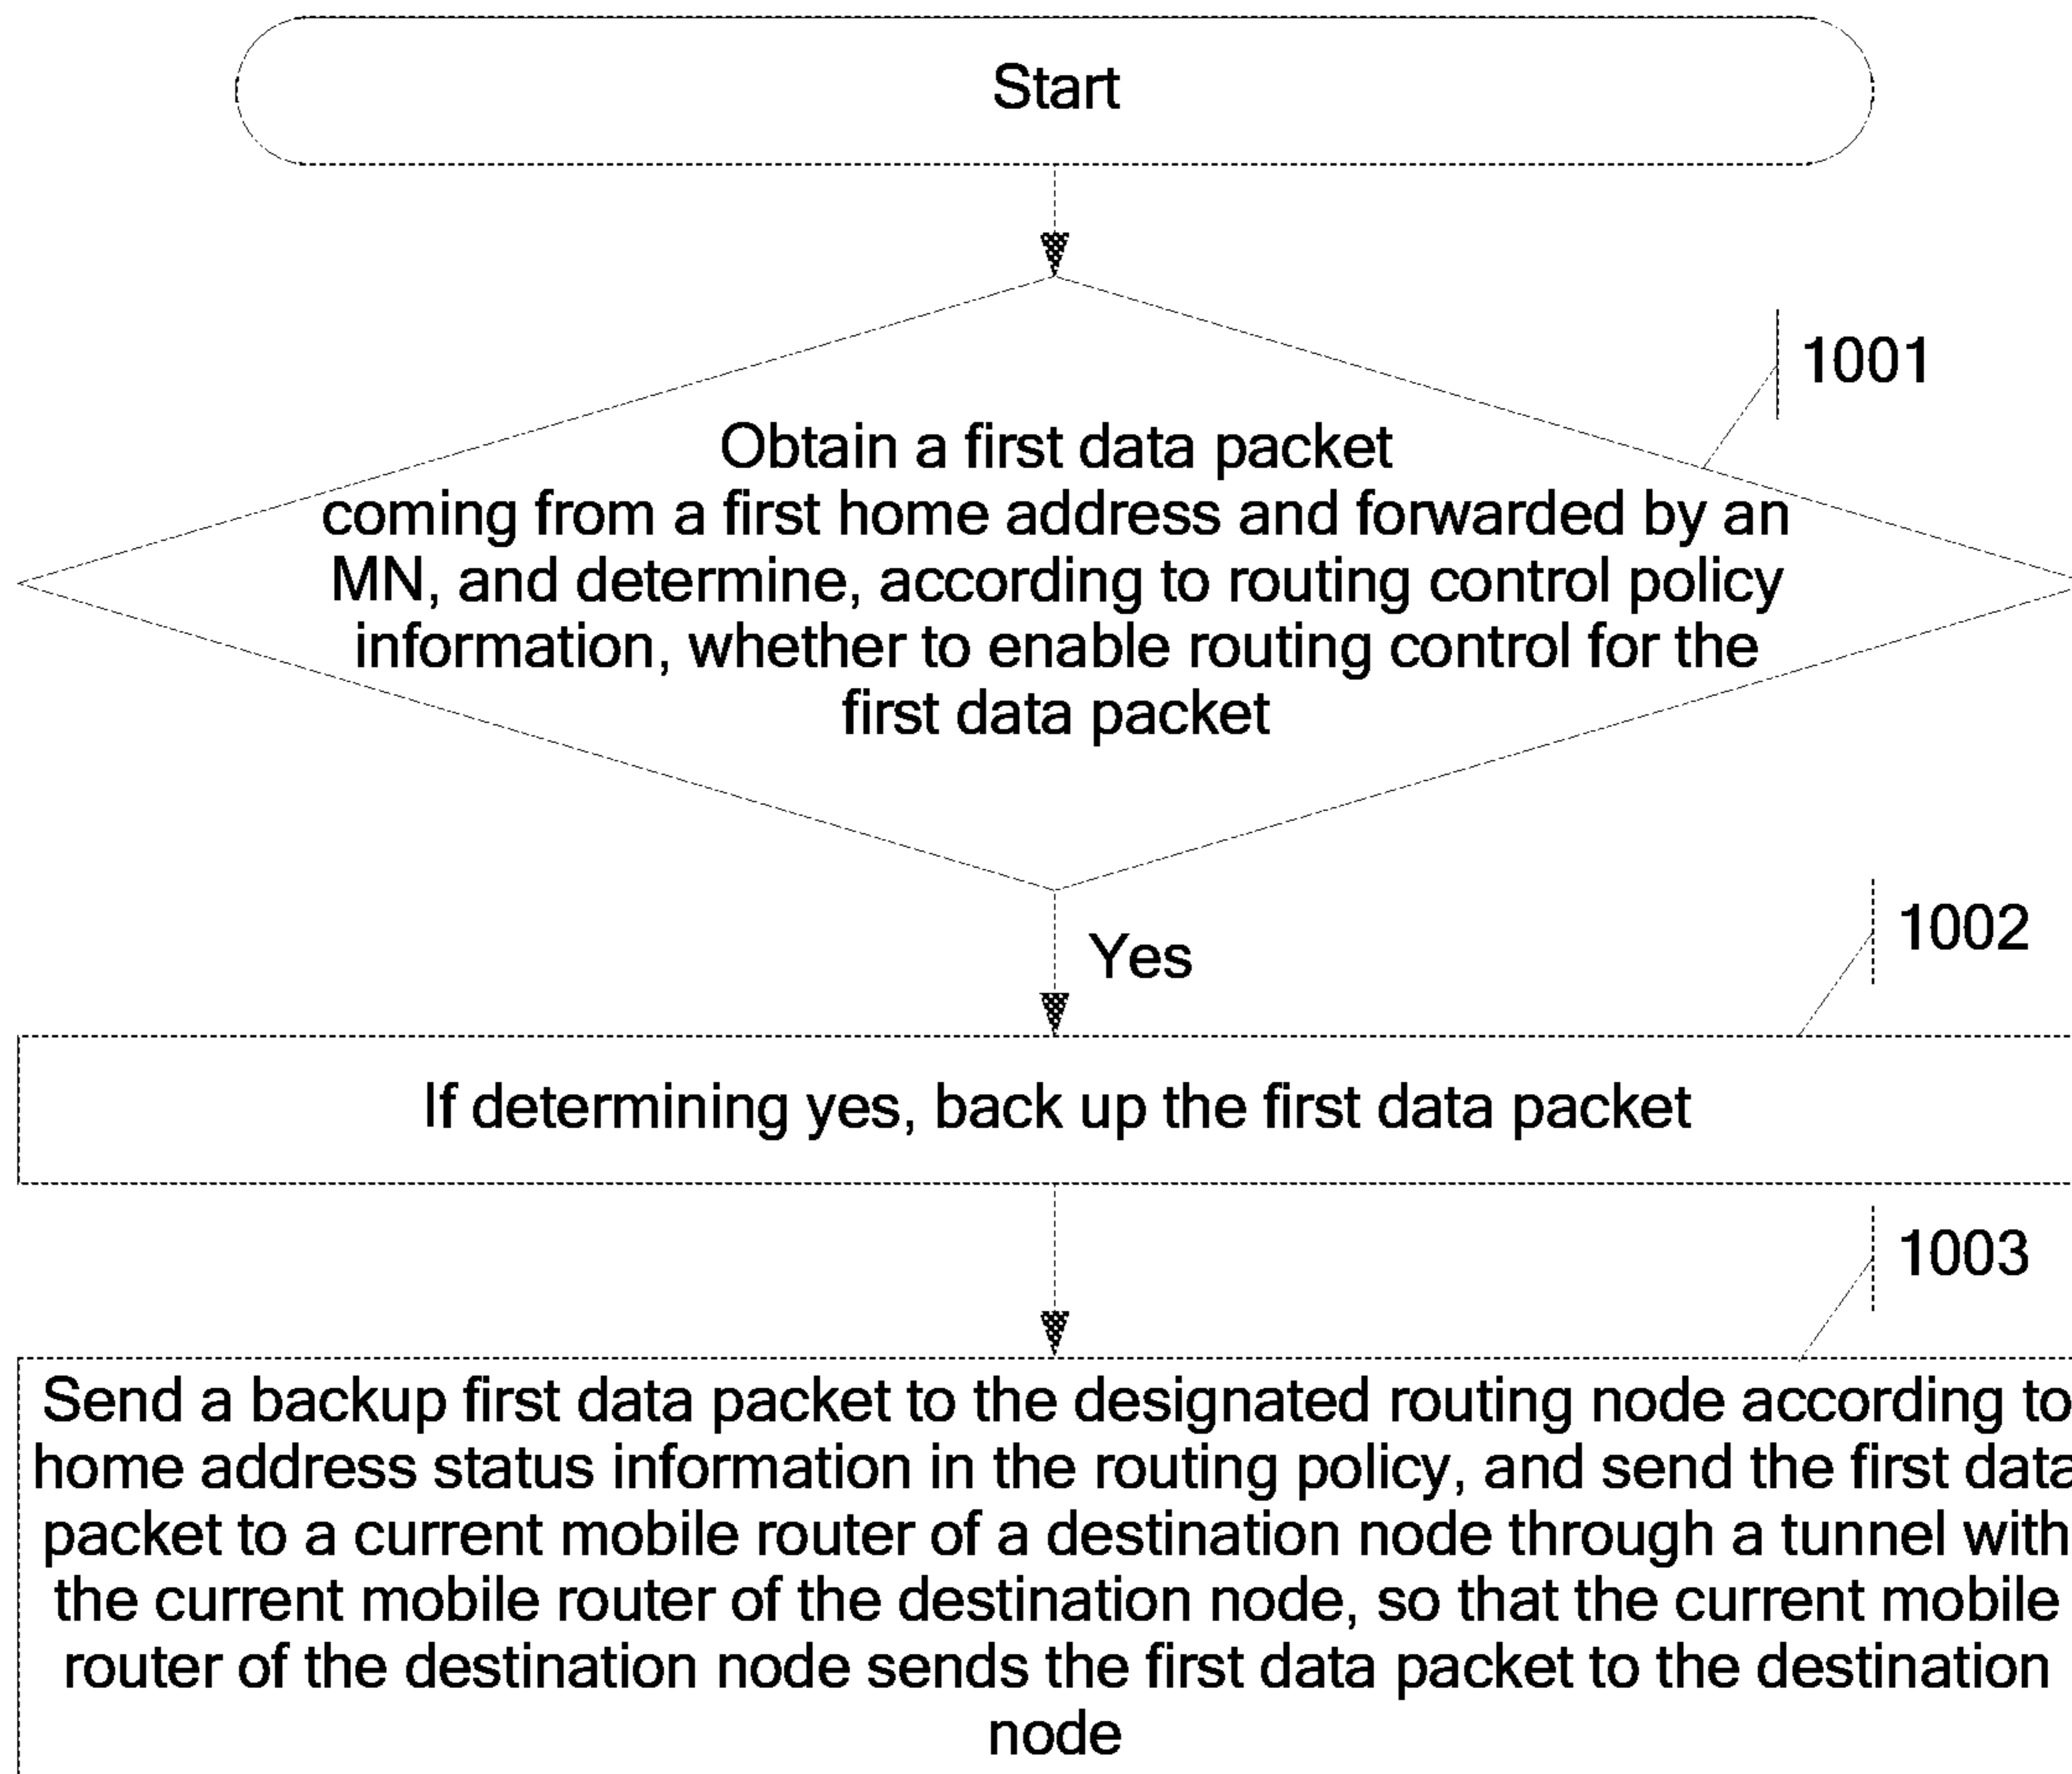 Start
1001
Obtain a first data packet
coming from a first home address and forwarded by an
MN, and determine, according to routing control policy
information, whether to enable routing control for the
first data packet
1002
Yes
If determining yes, back up the first data packet
1003
Send a backup first data packet to the designated routing node according to
home address status information in the routing policy, and send the first data
packet to a current mobile router of a destination node through a tunnel with
the current mobile router of the destination node, so that the current mobile
router of the destination node sends the first data packet to the destination
node